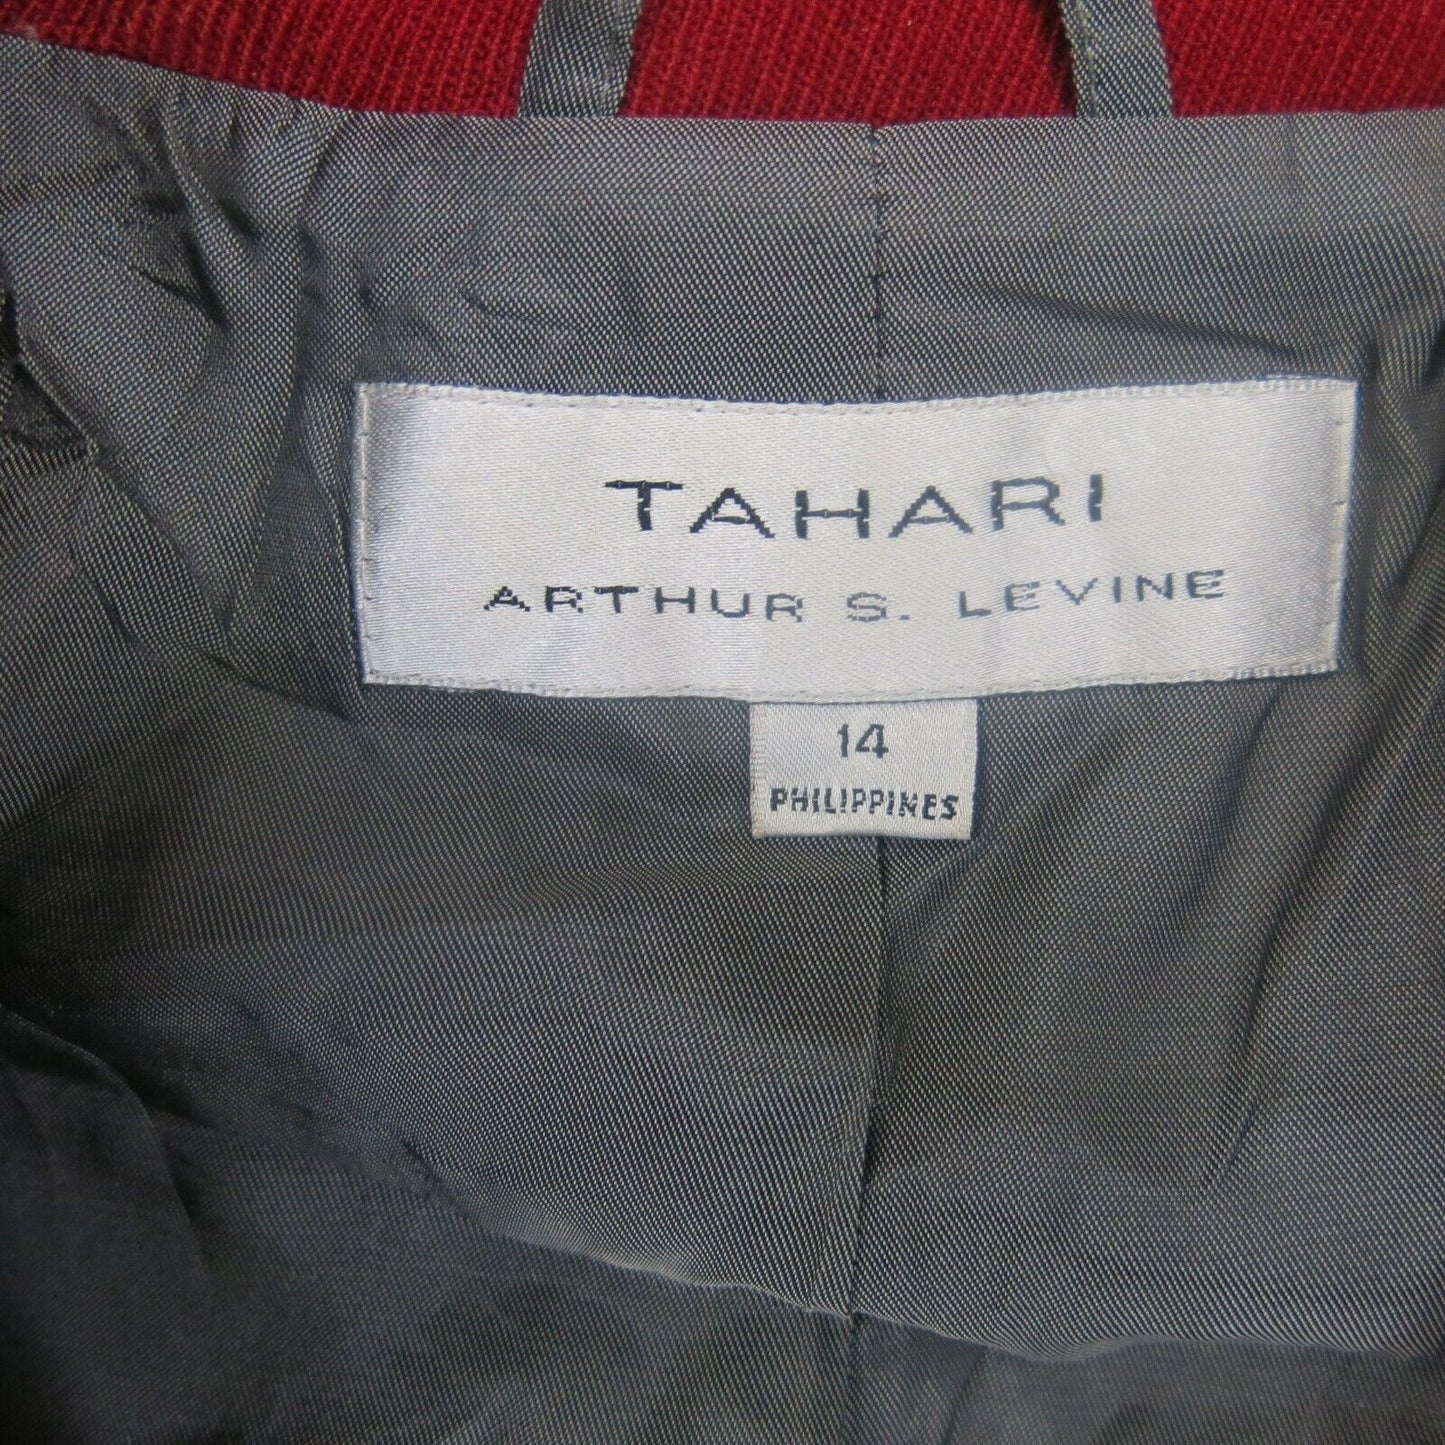 TAHARI
ARTHUR S. LEVINE
14
PHILIPPINES